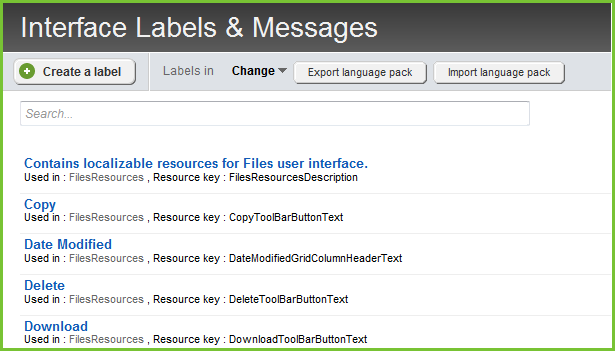 Interface Labels & Messages
Create a label
Labels in Change Export language pack Import language pack
Search...
Contains localizable resources for Files user interface.
Used in : FilesResources , Resource key : FilesResourcesDescription
Copy
Used in : FilesResources , Resource key : CopyToolBarButtonText
Date Modified
Used in : FilesResources , Resource key : DateModifiedGridColumnHeaderText
Delete
Used in : FilesResources , Resource key : DeleteToolBarButtonText
Download
Used in : FilesResources , Resource key : DownloadToolBarButtonText